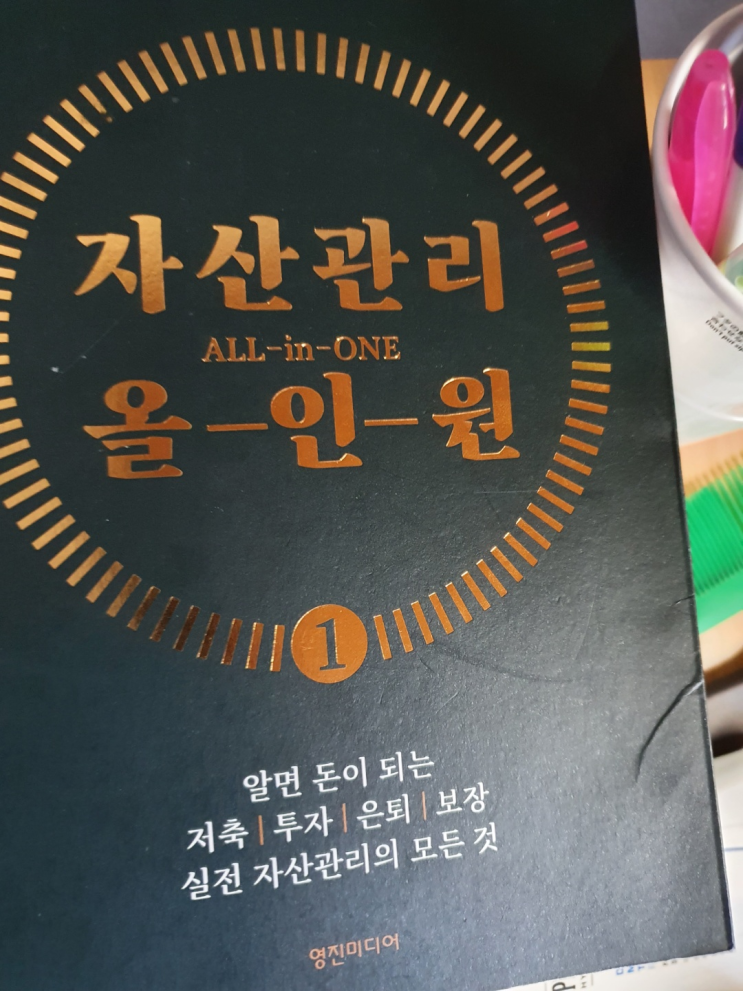 자산관리
ALL-in-ONE
올-인-원
1
알면 돈이 되는
저축 | 투자 | 은퇴 | 보장
실전 자산관리의 모든 것
영진미디어